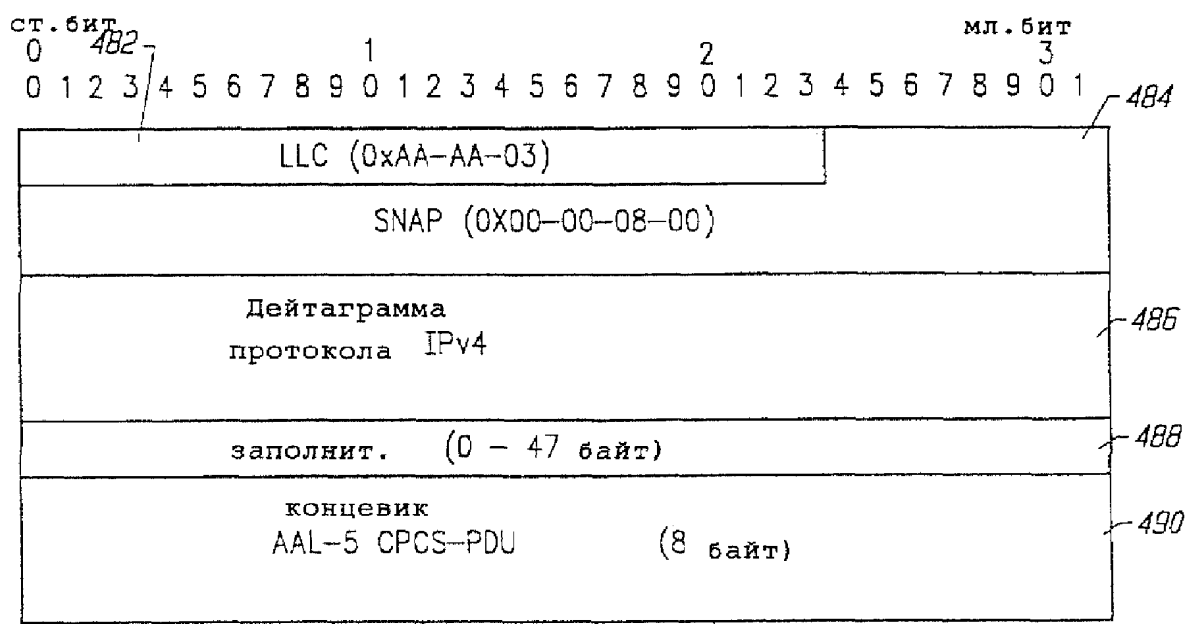 ст.бит мл.бит
0 482 1 2 3
0 1 2 3 4 5 6 7 8 9 0 1 2 3 4 5 6 7 8 9 0 1 2 3 4 5 6 7 8 9 0 1
484
LLC (0xAA-AA-03)
SNAP (0X00-00-08-00)
Дейтаграмма
протокола IPv4
486
заполнит. (0 - 47 байт)
488
концевик
AAL-5 CPCS-PDU (8 байт)
490